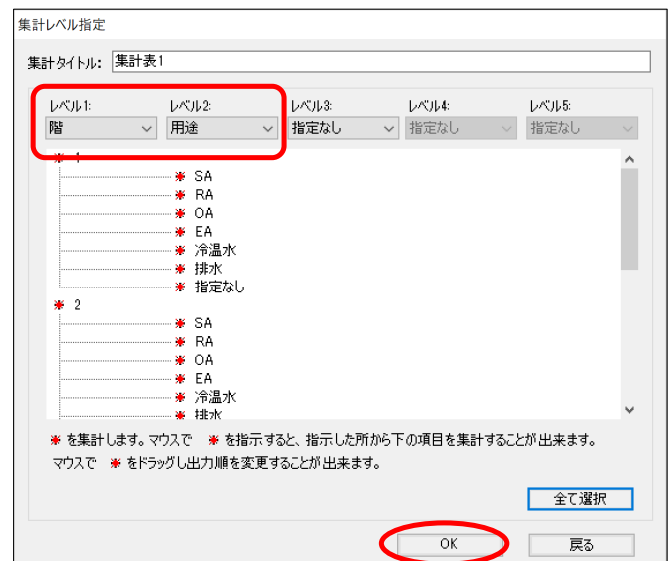 集計レベル指定
集計タイトル: 集計表1
レベル1: レベル2: レベル3: レベル4: レベル5:
階 用途 指定なし 指定なし 指定なし
* 1
* SA
* RA
* OA
* EA
* 冷温水
* 排水
* 指定なし
* 2
* SA
* RA
* OA
* EA
* 冷温水
* 排水
* を集計します。マウスで * を指示すると、指示した所から下の項目を集計することが出来ます。
マウスで * をドラッグし出力順を変更することが出来ます。
全て選択
OK 戻る